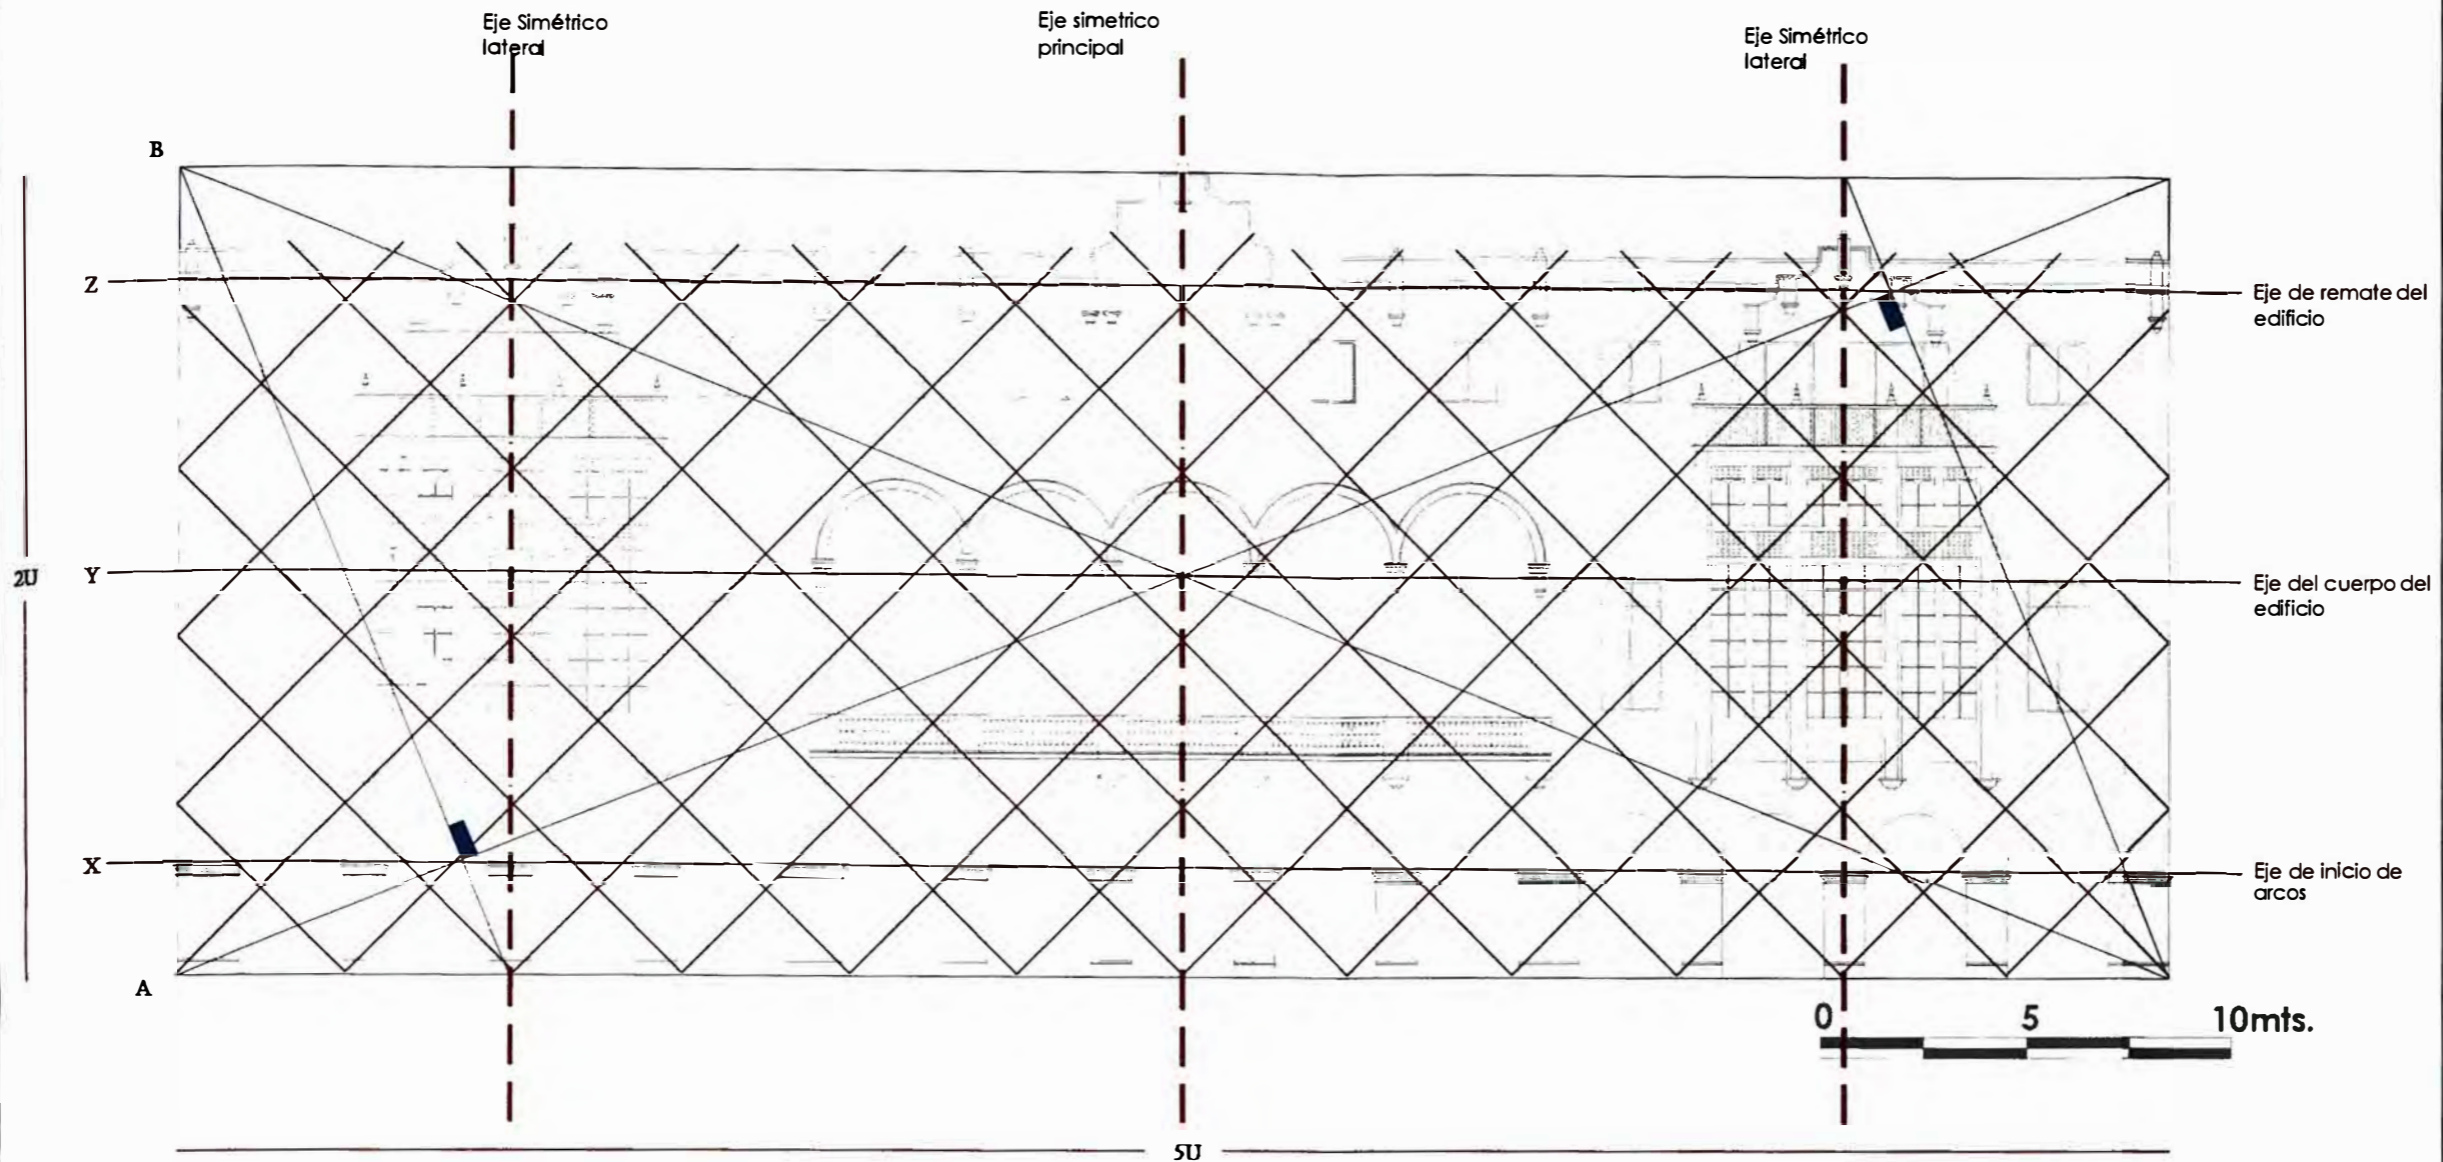 Eje Simétrico
lateral
Eje simetrico
principal
Eje Simétrico
lateral
B
Z
Eje de remate del
edificio
2U
Y
Eje del cuerpo del
edificio
X
Eje de inicio de
arcos
A
0 5 10mts.
5U